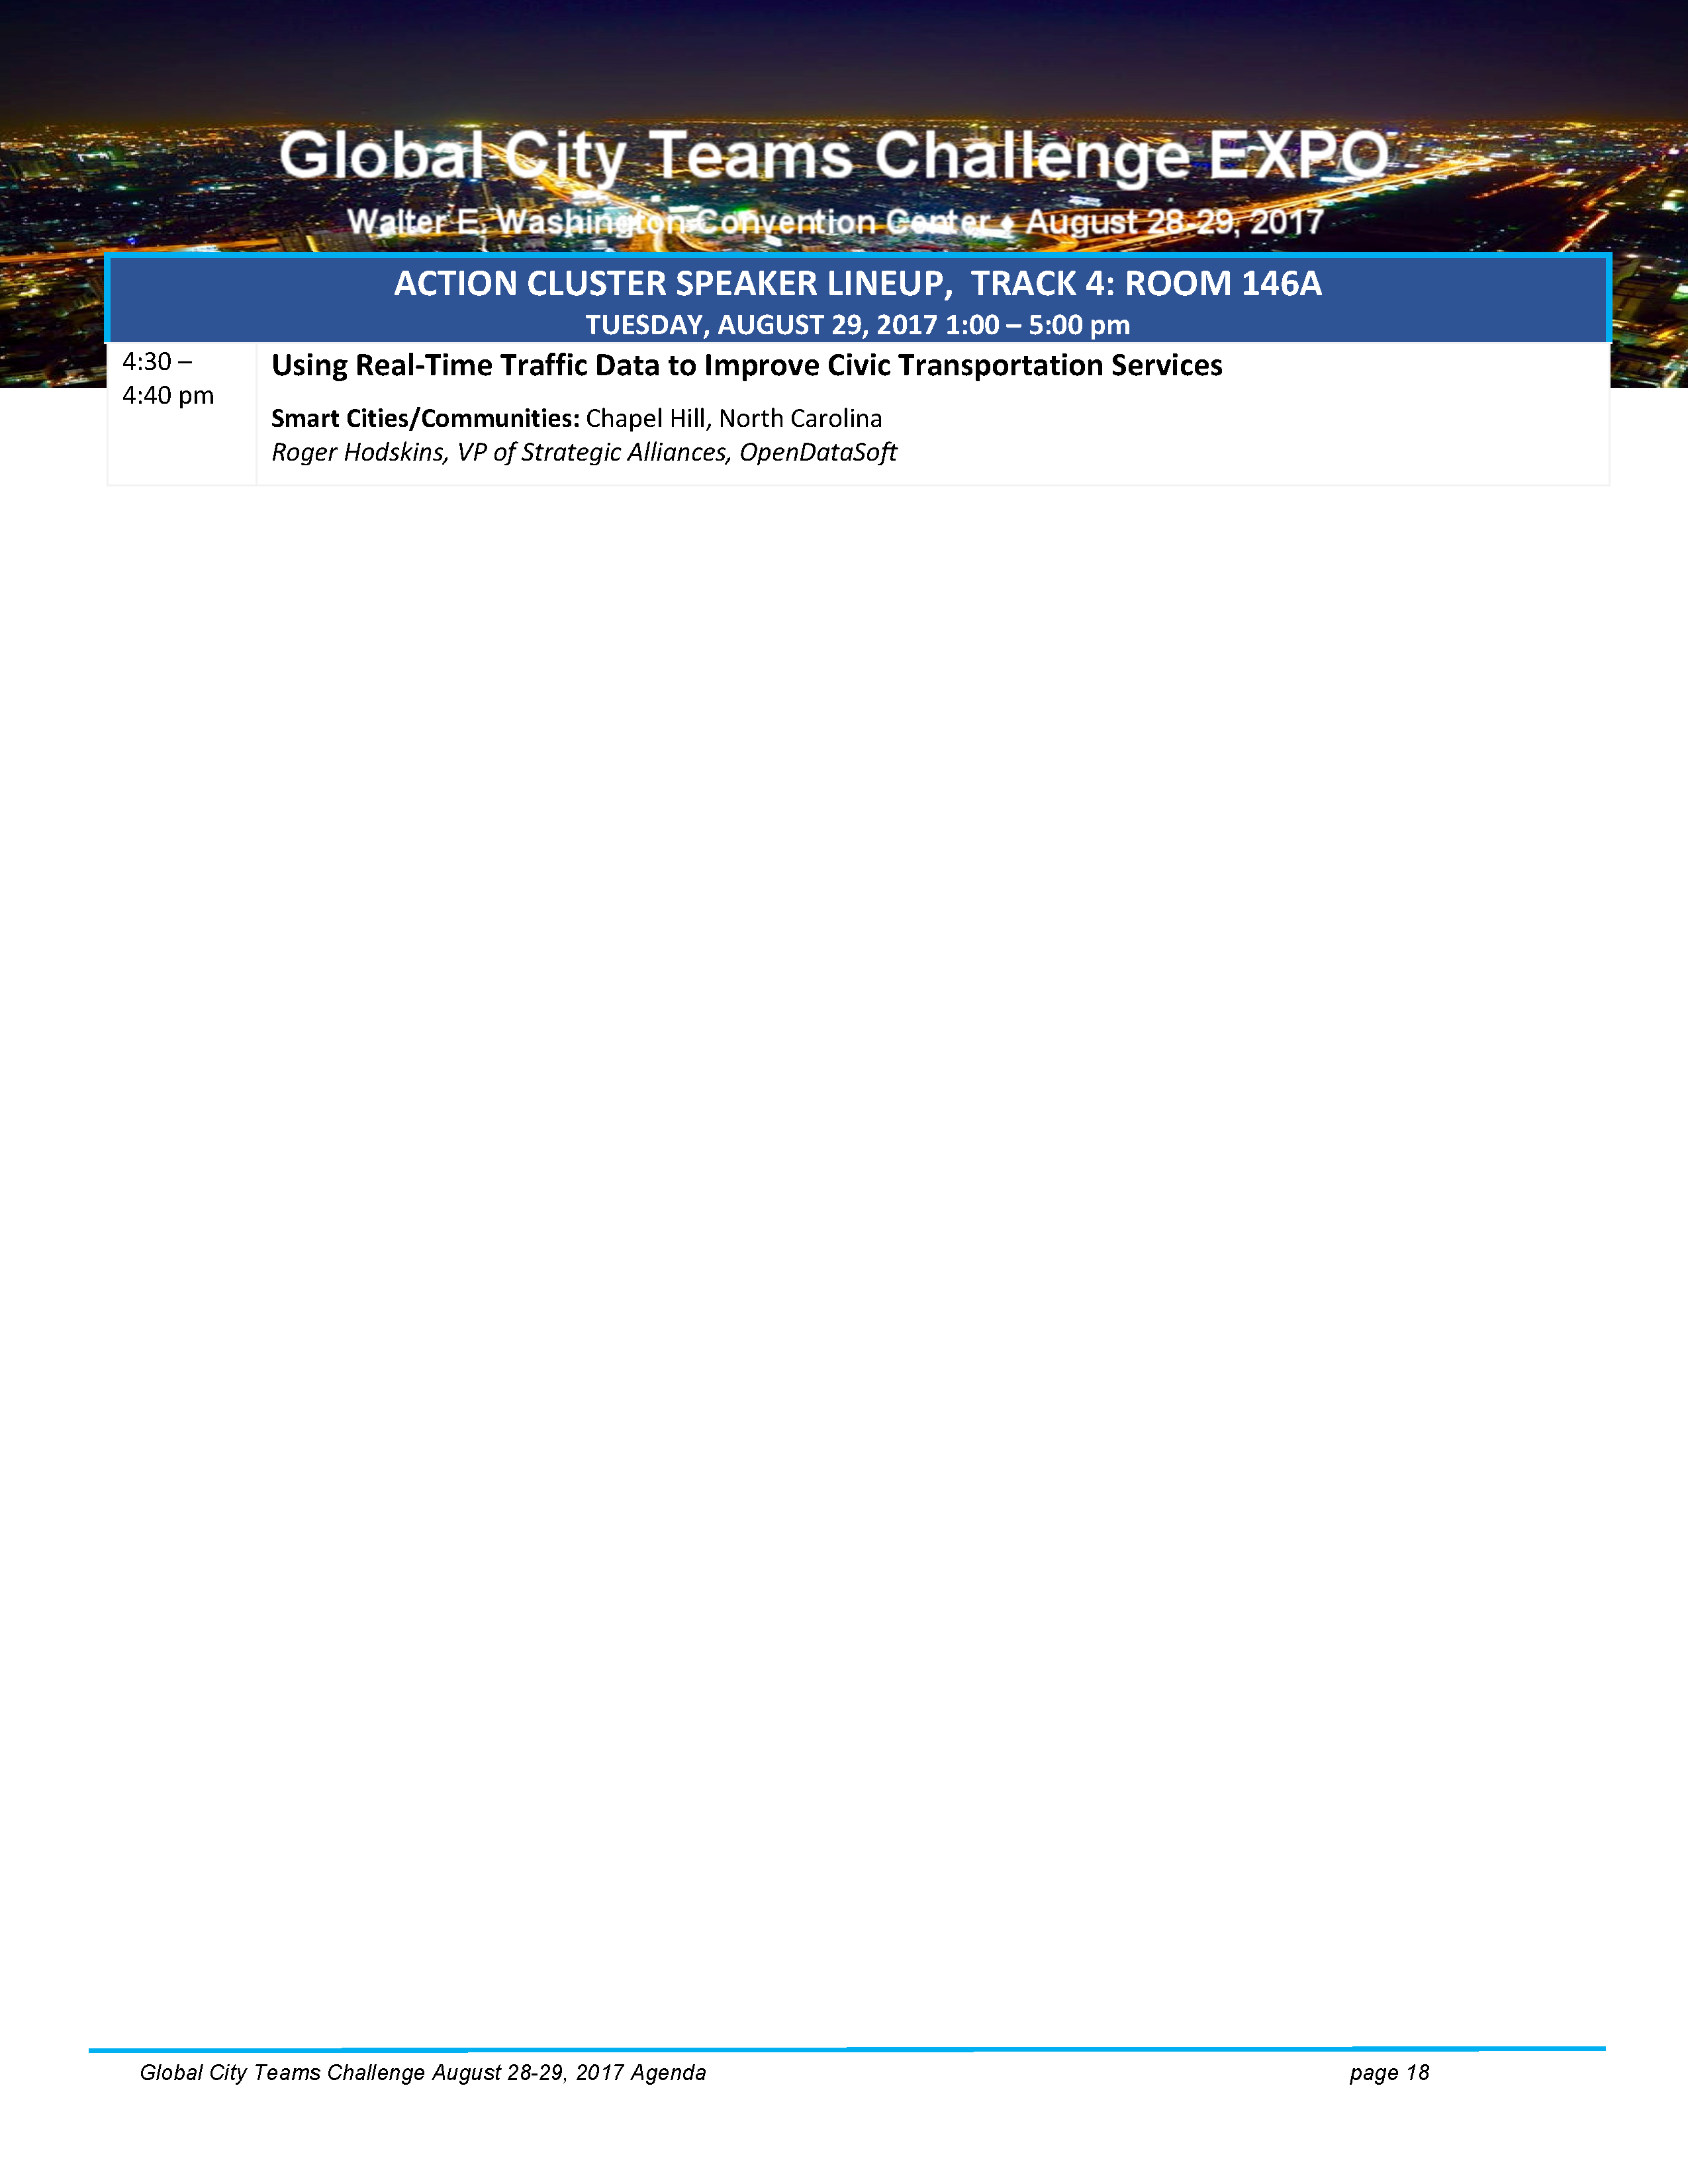 Global City Teams Challenge EXPO
Walter E. Washington Convention Center ♦ August 28-29, 2017
ACTION CLUSTER SPEAKER LINEUP,  TRACK 4: ROOM 146A
TUESDAY, AUGUST 29, 2017 1:00 – 5:00 pm
4:30 –
4:40 pm
Using Real-Time Traffic Data to Improve Civic Transportation Services
Smart Cities/Communities: Chapel Hill, North Carolina
Roger Hodskins, VP of Strategic Alliances, OpenDataSoft
Global City Teams Challenge August 28-29, 2017 Agenda page 18